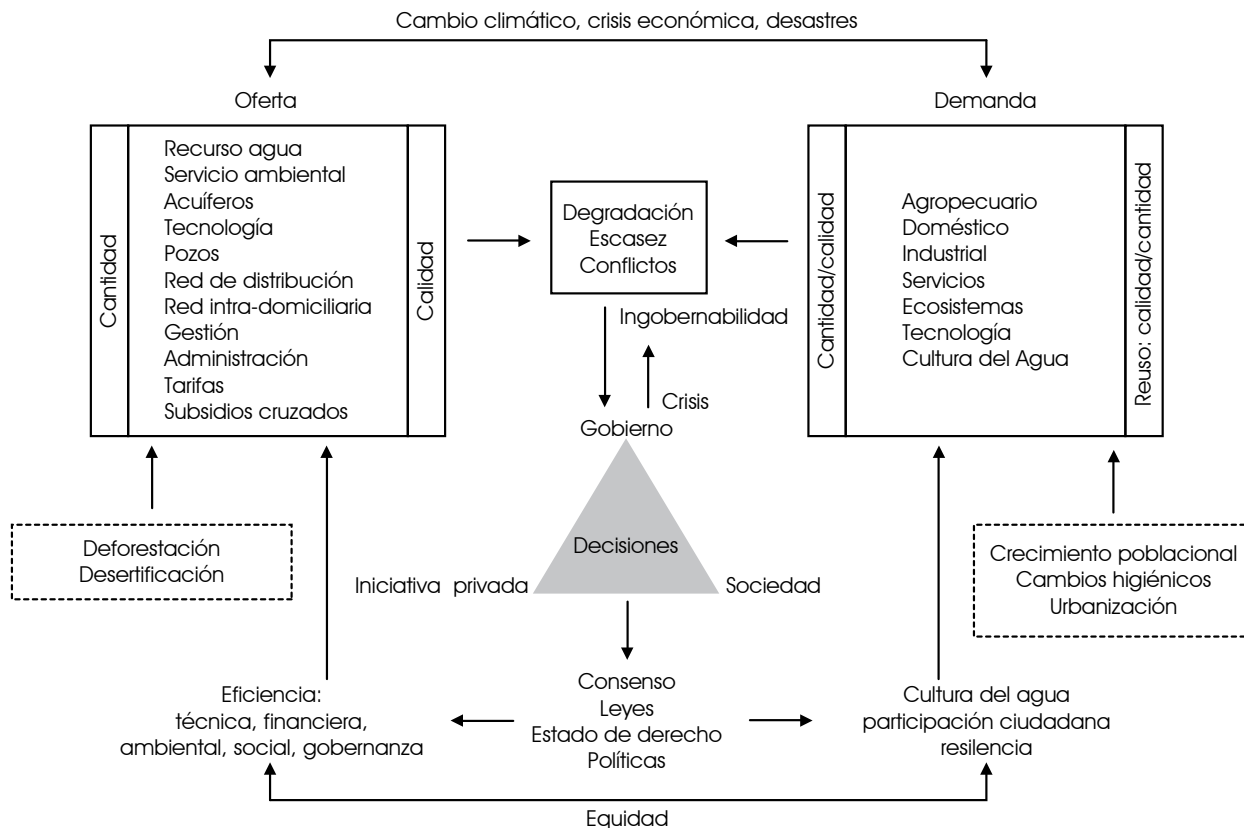 Cambio climático, crisis económica, desastres
Oferta
Demanda
Cantidad
Recurso agua
Servicio ambiental
Acuíferos
Tecnología
Pozos
Red de distribución
Red intra-domiciliaria
Gestión
Administración
Tarifas
Subsidios cruzados
Calidad
Degradación
Escasez
Conflictos
Cantidad/calidad
Agropecuario
Doméstico
Industrial
Servicios
Ecosistemas
Tecnología
Cultura del Agua
Reuso: calidad/cantidad
Ingobernabilidad
Crisis
Gobierno
Decisiones
Iniciativa privada
Sociedad
Deforestación
Desertificación
Crecimiento poblacional
Cambios higiénicos
Urbanización
Eficiencia:
técnica, financiera,
ambiental, social, gobernanza
Consenso
Leyes
Estado de derecho
Políticas
Cultura del agua
participación ciudadana
resilencia
Equidad